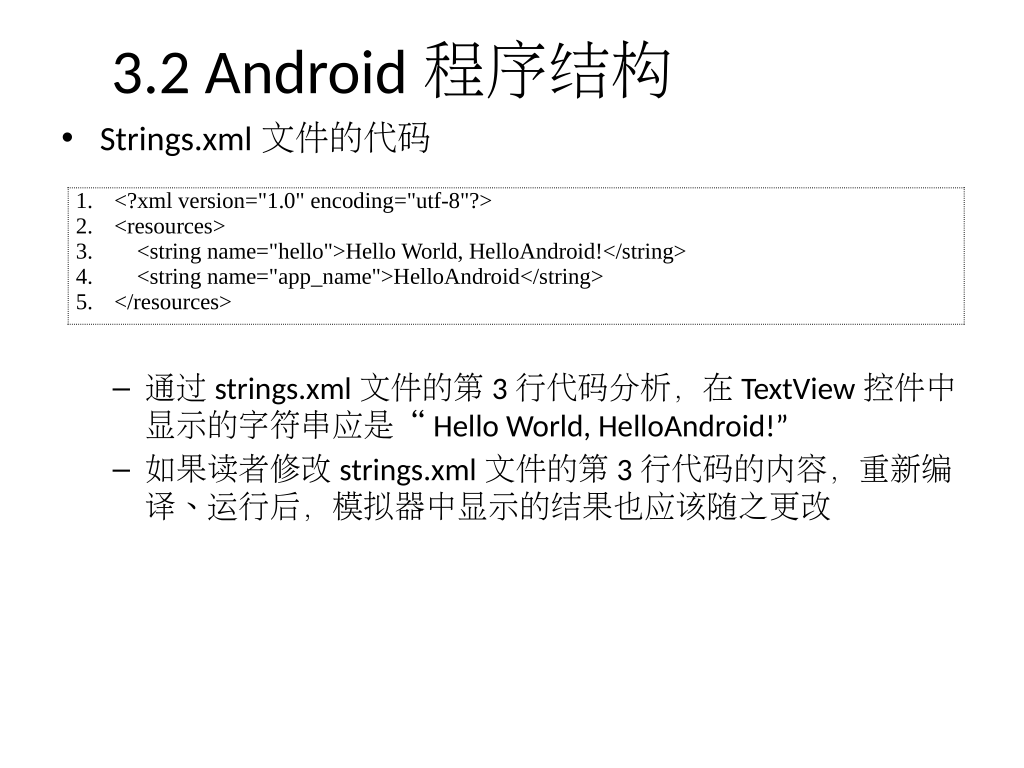 3.2 Android 程序结构
• Strings.xml 文件的代码
1. <?xml version="1.0" encoding="utf-8"?>
2. <resources>
3. <string name="hello">Hello World, HelloAndroid!</string>
4. <string name="app_name">HelloAndroid</string>
5. </resources>
– 通过 strings.xml 文件的第 3 行代码分析，在 TextView 控件中
显示的字符串应是 “ Hello World, HelloAndroid!”
– 如果读者修改 strings.xml 文件的第 3 行代码的内容，重新编
译、运行后，模拟器中显示的结果也应该随之更改